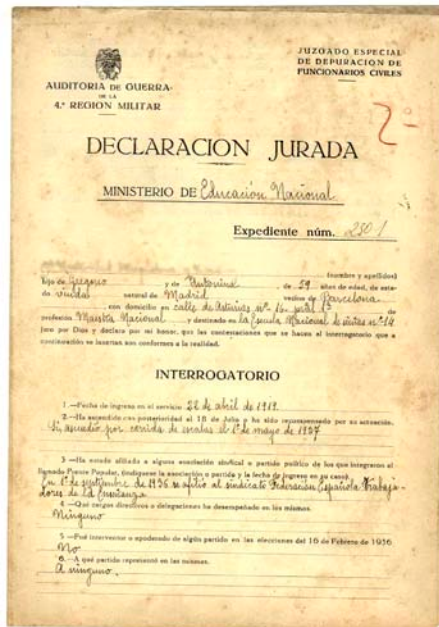 AUDITORIA DE GUERRA
DE LA
4.ª REGION MILITAR
JUZGADO ESPECIAL
DE DEPURACION DE
FUNCIONARIOS CIVILES
2º
DECLARACION JURADA
MINISTERIO DE Educación Nacional
Expediente núm. 2501
(nombre y apellidos)
hija de Gregorio y de Antonina, de 59 años de edad, de esta-
do viuda natural de Madrid vecino de Barcelona
, con domicilio en calle de Asturias nº 16 pral 1ª de
profesión Maestra Nacional y destinado en la Escuela Nacional de niñas nº 14
juro por Dios y declaro por mi honor, que las contestaciones que se hacen al interrogatorio que a
continuación se insertan son conformes a la realidad.
INTERROGATORIO
1.—Fecha de ingreso en el servicio 22 de abril de 1919.
2.—Ha ascendido con posterioridad al 18 de Julio o ha sido recompensado por su actuación.
Si, ascendió por corrida de escalas el 1º de mayo de 1937
3.—Ha estado afiliado a alguna asociación sindical o partido político de los que integraron el
llamado Frente Popular, (indíquese la asociación o partido y la fecha de ingreso en su caso)
En 1º de septiembre de 1936 se afilió al sindicato Federación Española Trabaja-
dores de la Enseñanza
4.—Qué cargos directivos o delegaciones ha desempeñado en los mismos.
Ninguno
5.—Fué interventor o apoderado de algún partido en las elecciones del 16 de Febrero de 1936
No
6.—A qué partido representó en las mismas.
A ninguno.